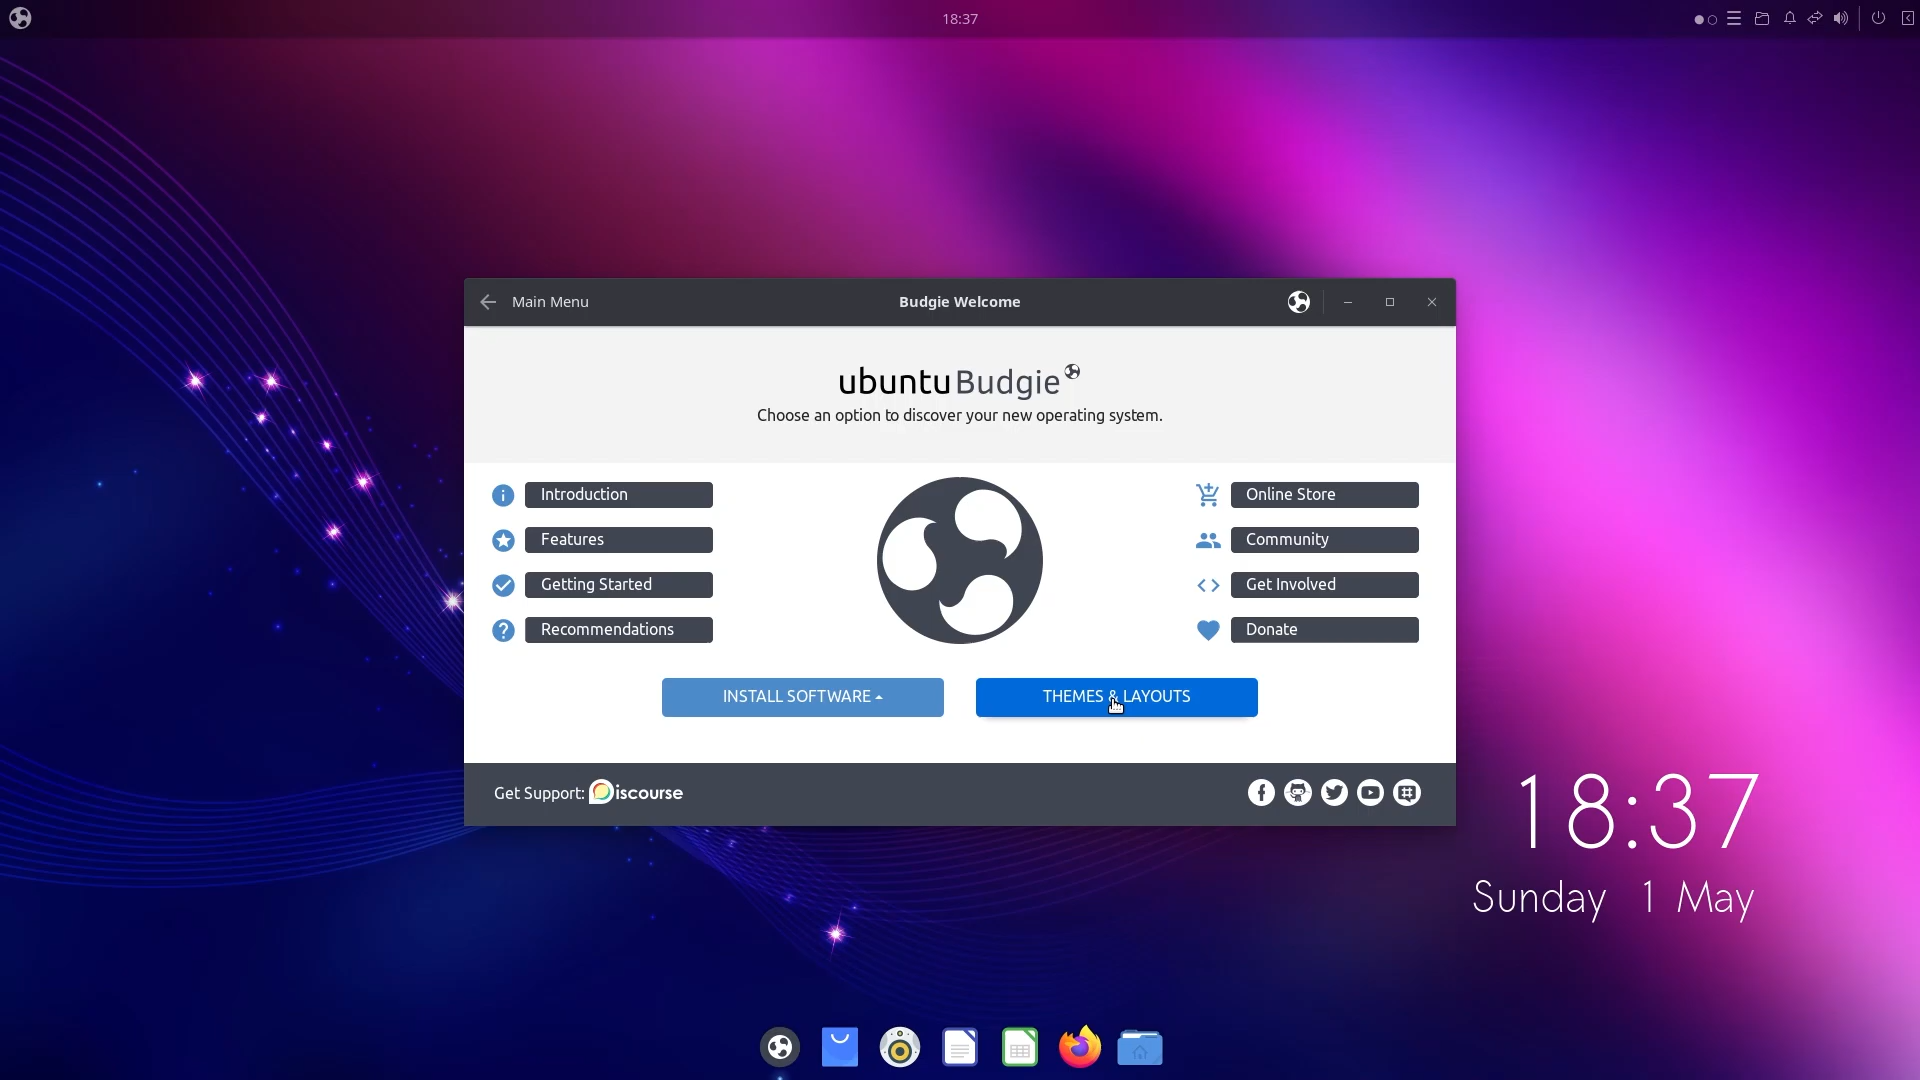 18:37
Main Menu
Budgie Welcome
ubuntu Budgie
Choose an option to discover your new operating system.
Introduction
Online Store
Features
Community
Getting Started
Get Involved
Recommendations
Donate
INSTALL SOFTWARE
THEMES & LAYOUTS
Get Support: Discourse
18:37
Sunday 1 May